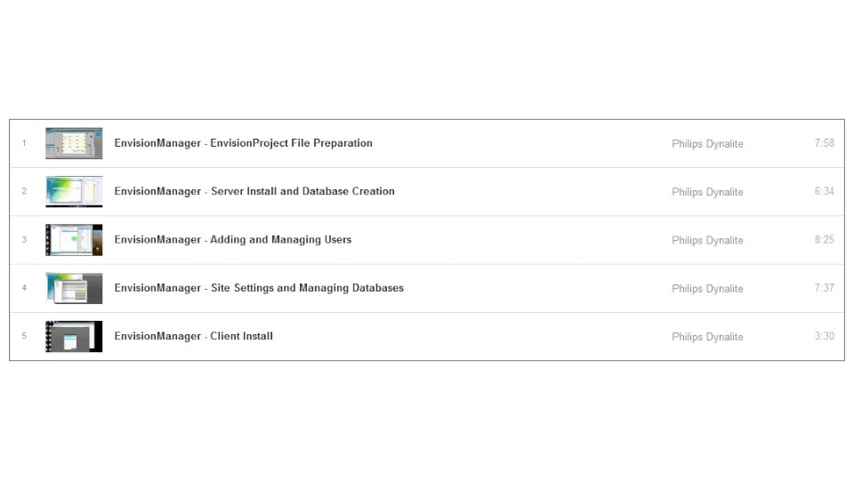 1 EnvisionManager - EnvisionProject File Preparation Philips Dynalite 7:58
2 EnvisionManager - Server Install and Database Creation Philips Dynalite 6:34
3 EnvisionManager - Adding and Managing Users Philips Dynalite 8:25
4 EnvisionManager - Site Settings and Managing Databases Philips Dynalite 7:37
5 EnvisionManager - Client Install Philips Dynalite 3:30